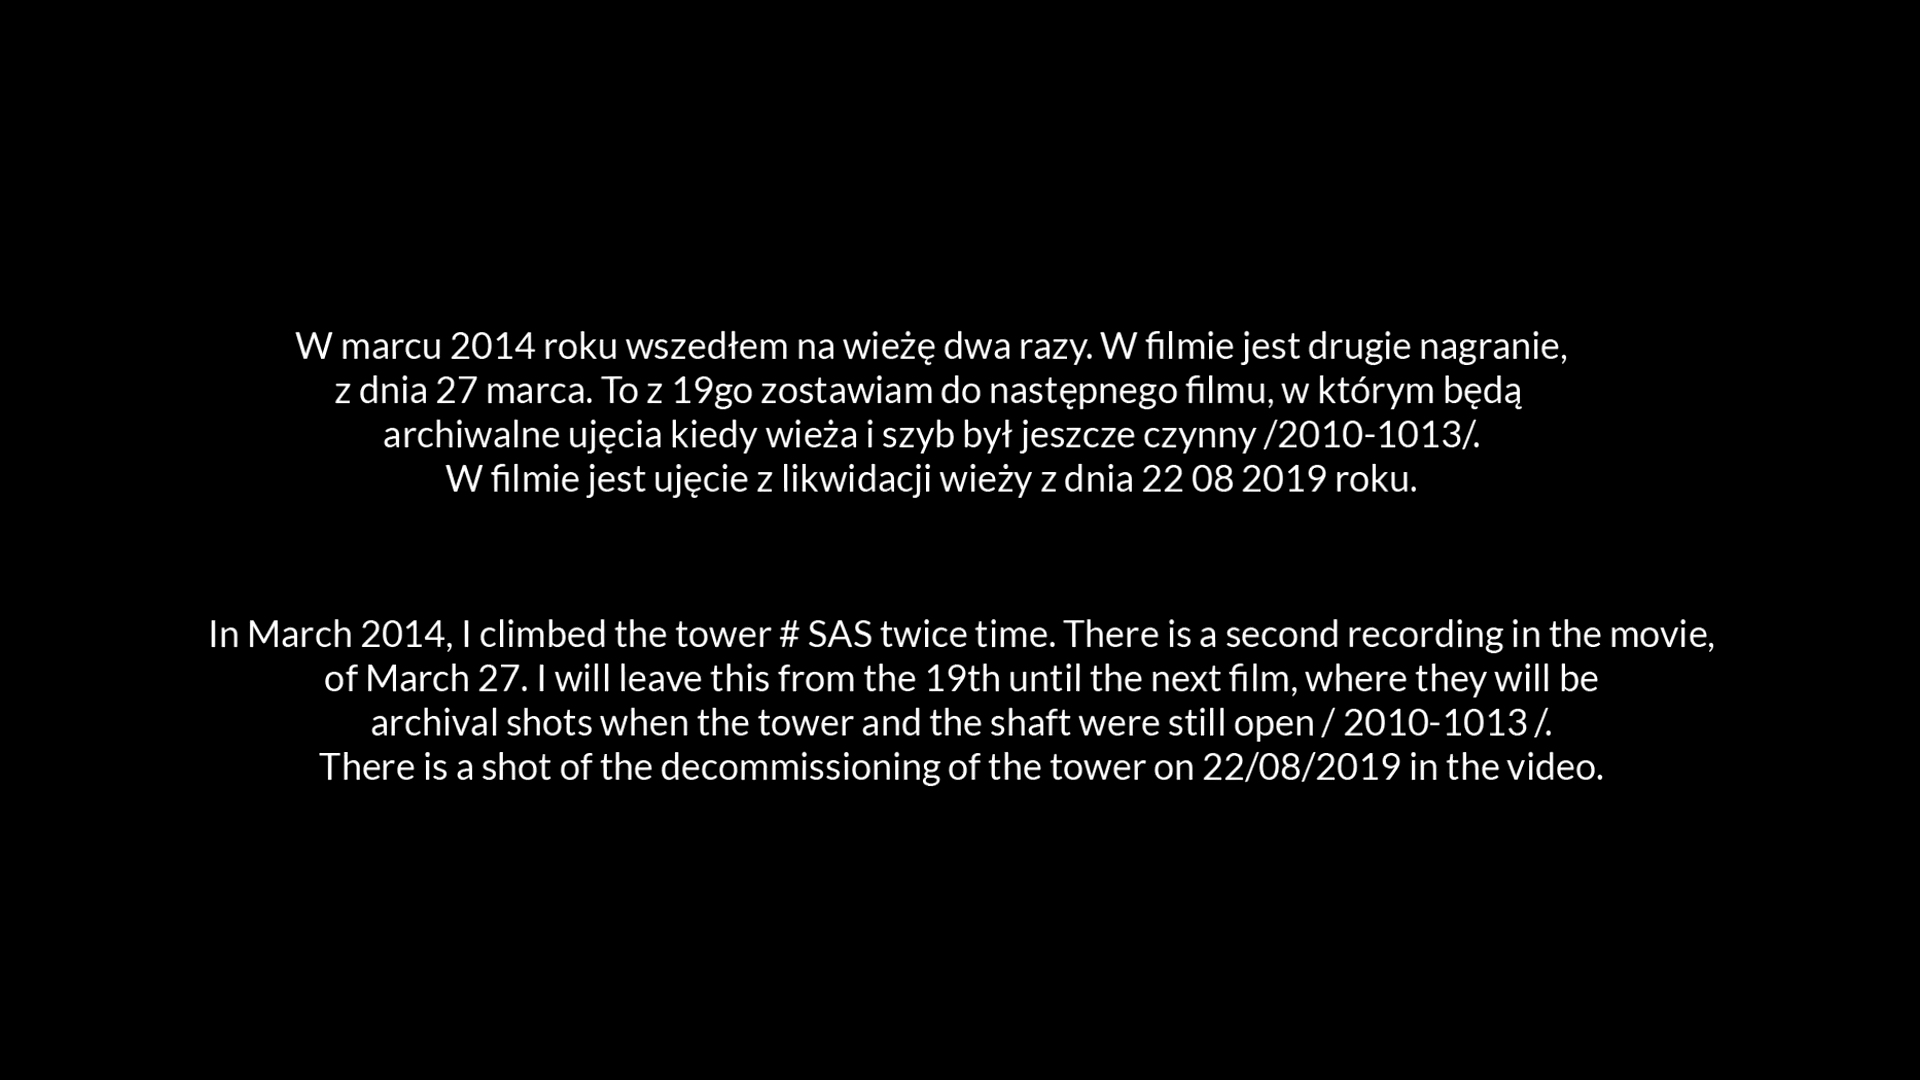 W marcu 2014 roku wszedłem na wieżę dwa razy. W filmie jest drugie nagranie,
z dnia 27 marca. To z 19go zostawiam do następnego filmu, w którym będą
archiwalne ujęcia kiedy wieża i szyb był jeszcze czynny /2010-1013/.
W filmie jest ujęcie z likwidacji wieży z dnia 22 08 2019 roku.
In March 2014, I climbed the tower # SAS twice time. There is a second recording in the movie,
of March 27. I will leave this from the 19th until the next film, where they will be
archival shots when the tower and the shaft were still open / 2010-1013 /.
There is a shot of the decommissioning of the tower on 22/08/2019 in the video.